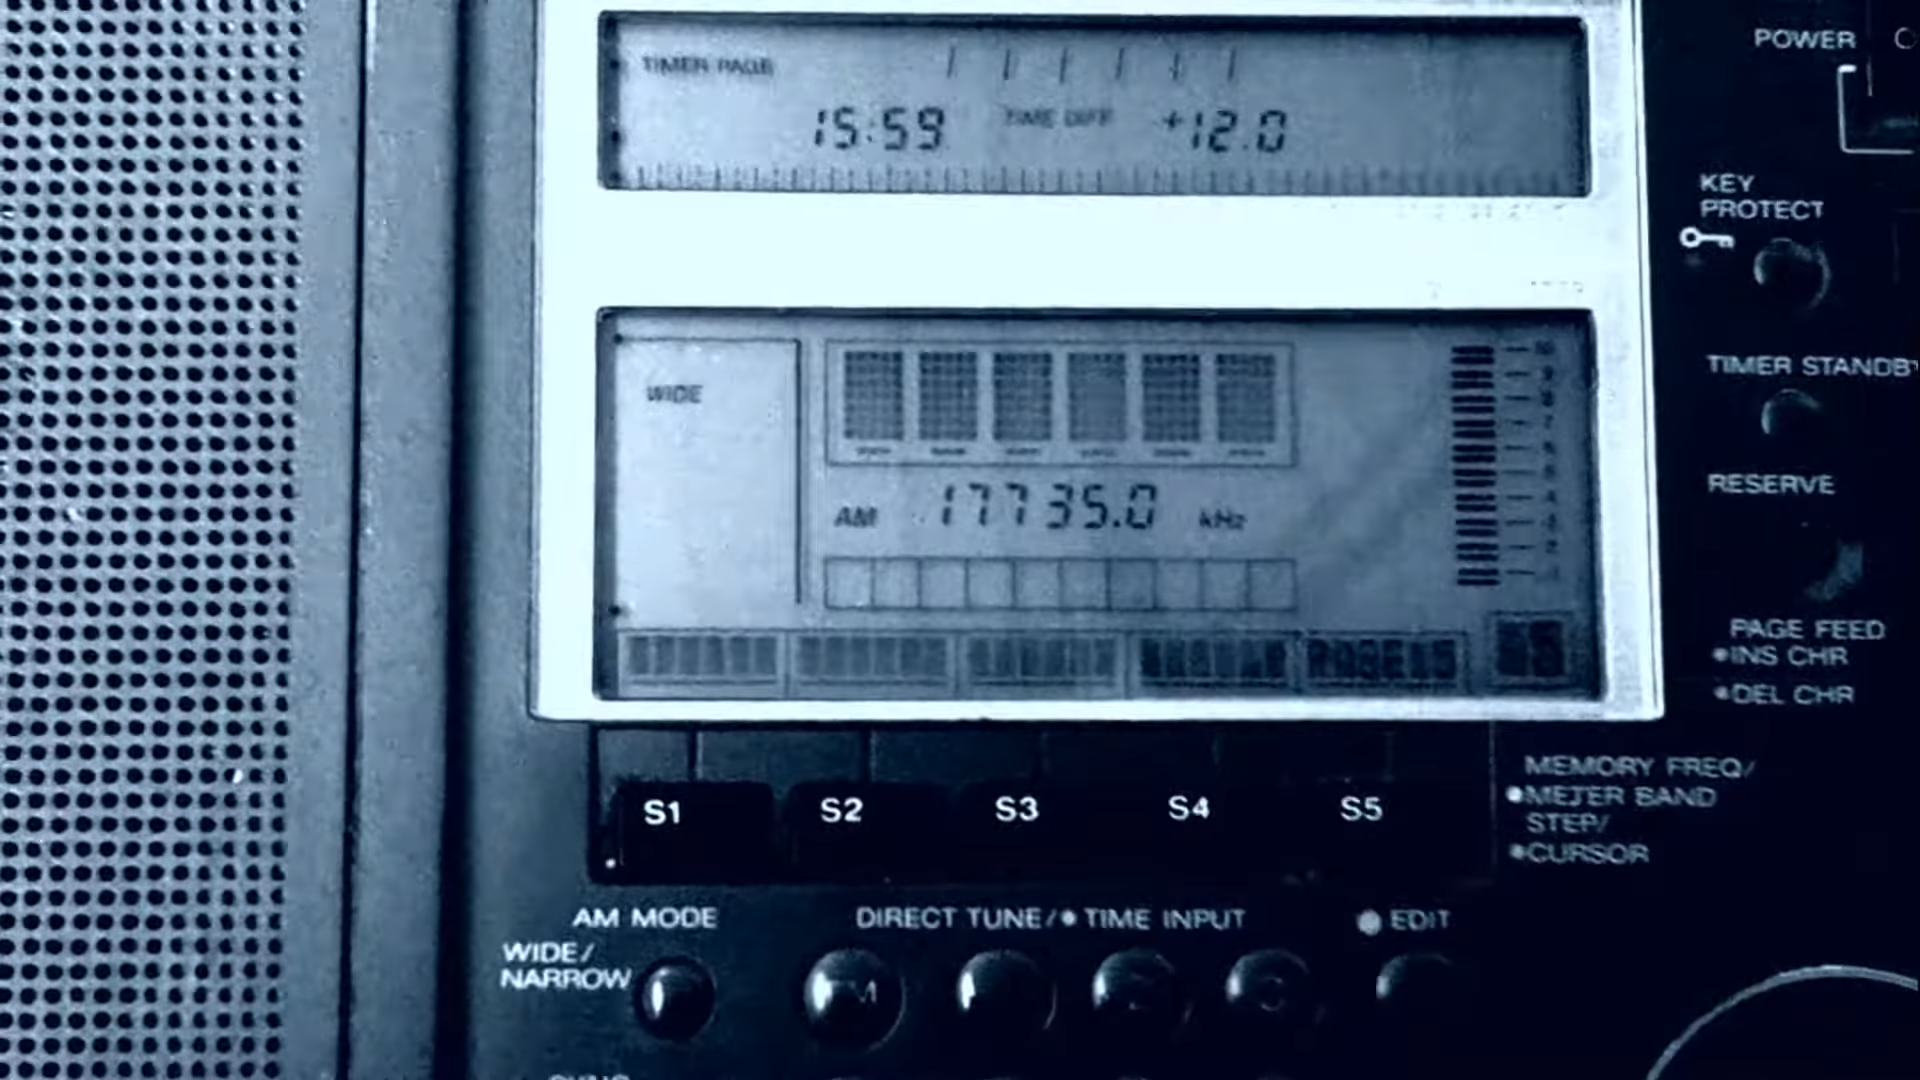 POWER
TIMER PAGE
15:59 TIME DIFF +12.0
KEY
PROTECT
TIMER STANDBY
WIDE
AM 17735.0 kHz
RESERVE
PAGE FEED
•INS CHR
•DEL CHR
S1 S2 S3 S4 S5
MEMORY FREQ/
•METER BAND
STEP/
•CURSOR
AM MODE
DIRECT TUNE/• TIME INPUT
• EDIT
WIDE/
NARROW